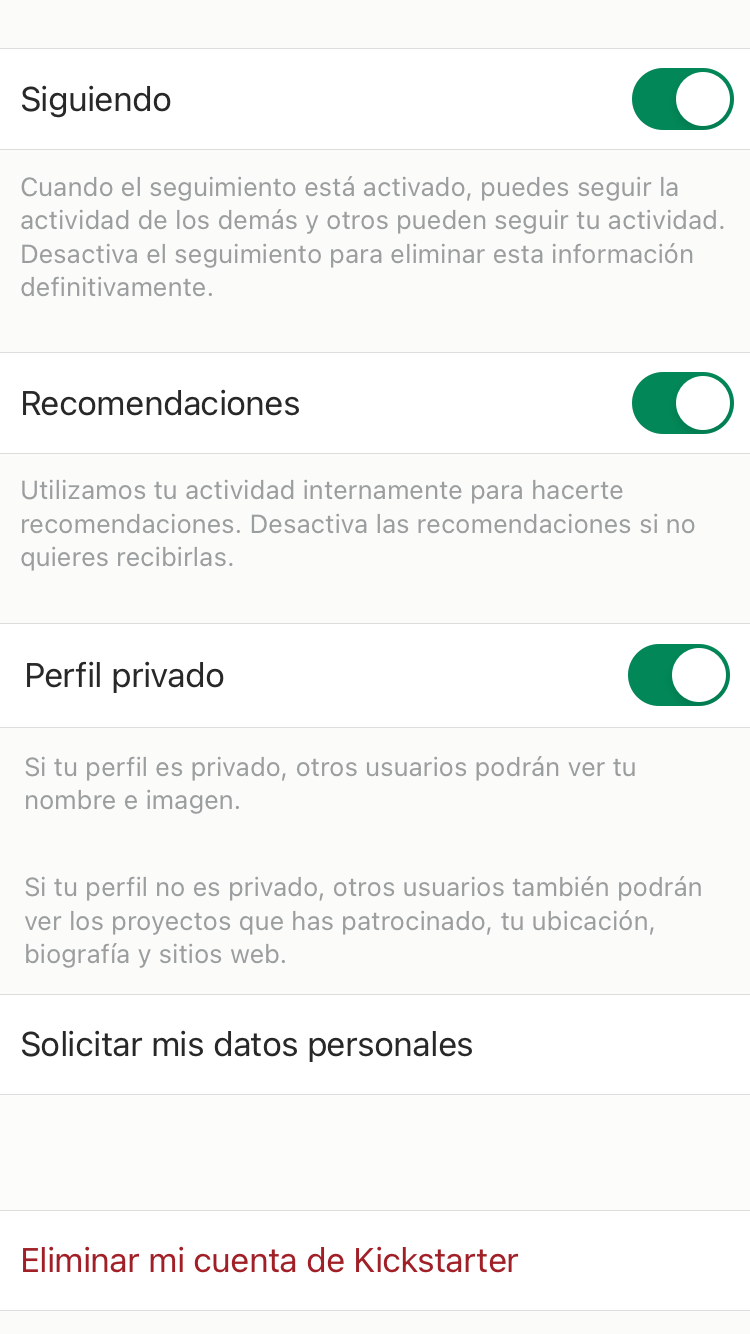 Siguiendo
Cuando el seguimiento está activado, puedes seguir la
actividad de los demás y otros pueden seguir tu actividad.
Desactiva el seguimiento para eliminar esta información
definitivamente.
Recomendaciones
Utilizamos tu actividad internamente para hacerte
recomendaciones. Desactiva las recomendaciones si no
quieres recibirlas.
Perfil privado
Si tu perfil es privado, otros usuarios podrán ver tu
nombre e imagen.
Si tu perfil no es privado, otros usuarios también podrán
ver los proyectos que has patrocinado, tu ubicación,
biografía y sitios web.
Solicitar mis datos personales
Eliminar mi cuenta de Kickstarter